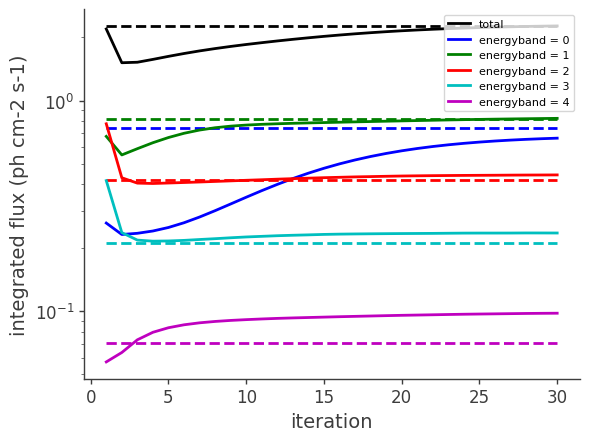 total
energyband = 0
energyband = 1
energyband = 2
energyband = 3
energyband = 4
integrated flux (ph cm-2 s-1)
10⁰
10⁻¹
0 5 10 15 20 25 30
iteration